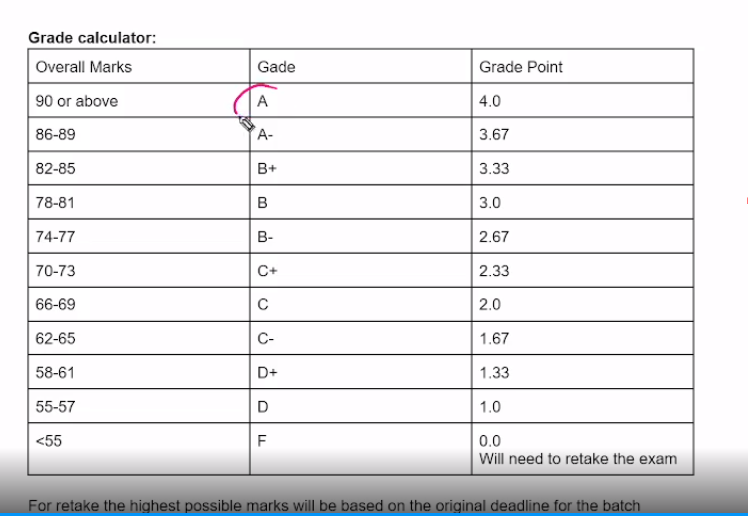 Grade calculator:
Overall Marks Gade Grade Point
90 or above A 4.0
86-89 A- 3.67
82-85 B+ 3.33
78-81 B 3.0
74-77 B- 2.67
70-73 C+ 2.33
66-69 C 2.0
62-65 C- 1.67
58-61 D+ 1.33
55-57 D 1.0
<55 F 0.0
Will need to retake the exam
For retake the highest possible marks will be based on the original deadline for the batch